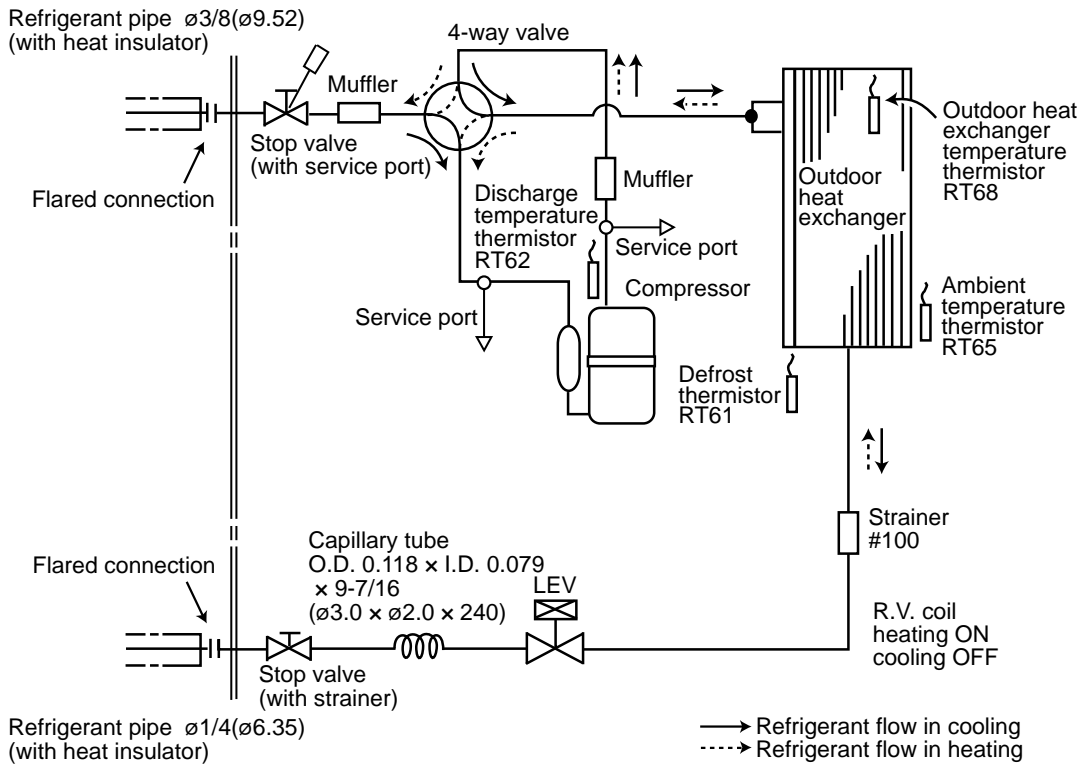 Refrigerant pipe ø3/8(ø9.52)
(with heat insulator)
4-way valve
Muffler
Stop valve
(with service port)
Flared connection
Outdoor heat
exchanger
temperature
thermistor
RT68
Outdoor
heat
exchanger
Muffler
Discharge
temperature
thermistor
RT62
Service port
Compressor
Service port
Ambient
temperature
thermistor
RT65
Defrost
thermistor
RT61
Strainer
#100
Capillary tube
O.D. 0.118 × I.D. 0.079
× 9-7/16
(ø3.0 × ø2.0 × 240)
LEV
Flared connection
R.V. coil
heating ON
cooling OFF
Stop valve
(with strainer)
Refrigerant pipe ø1/4(ø6.35)
(with heat insulator)
Refrigerant flow in cooling
Refrigerant flow in heating